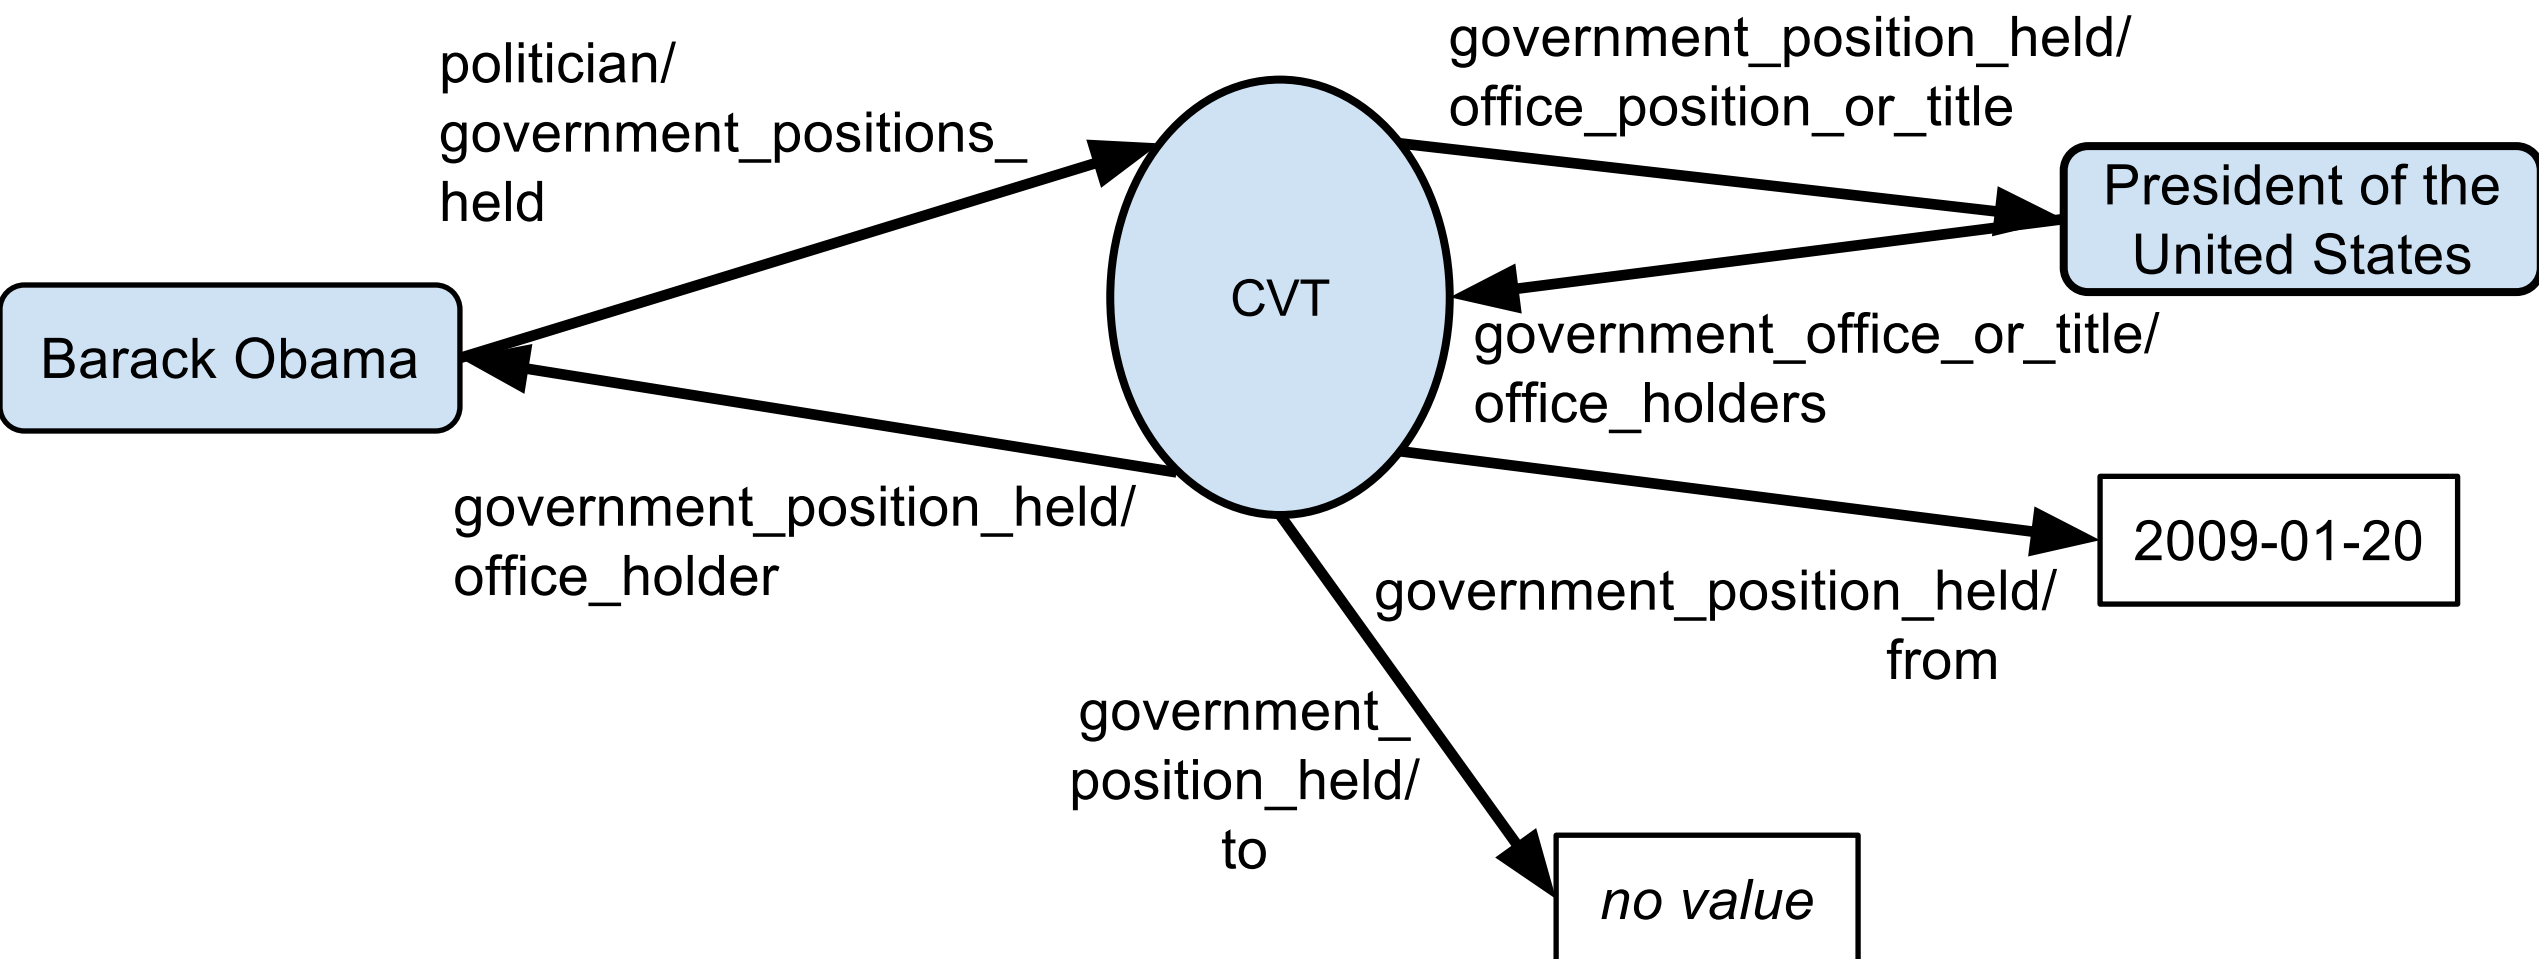 politician/
government_positions_
held
government_position_held/
office_position_or_title
President of the
United States
CVT
Barack Obama
government_office_or_title/
office_holders
government_position_held/
office_holder
2009-01-20
government_position_held/
from
government_
position_held/
to
no value